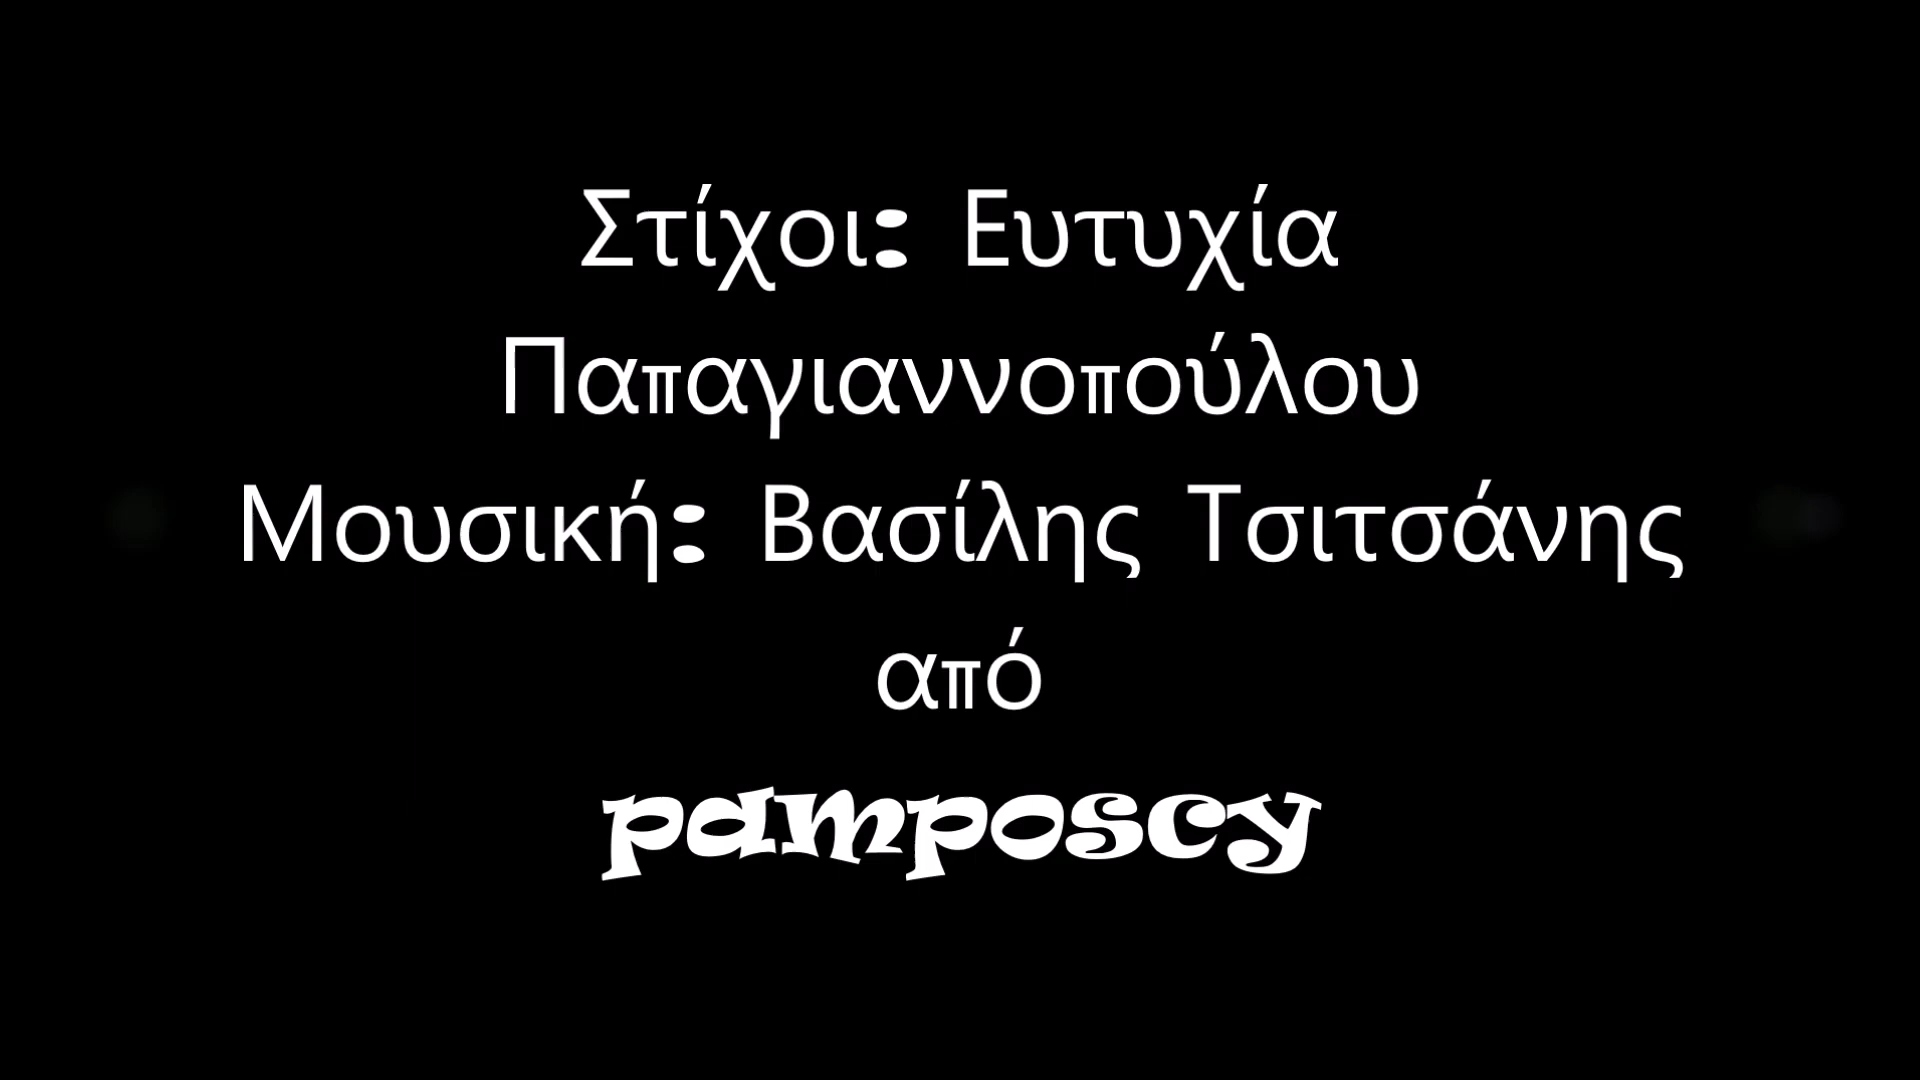 Στίχοι: Ευτυχία
Παπαγιαννοπούλου
Μουσική: Βασίλης Τσιτσάνης
από
pamposcy